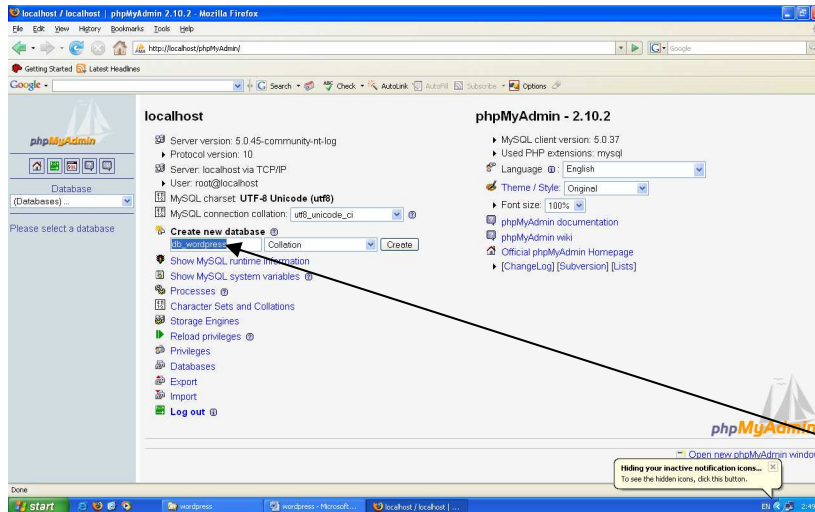 localhost / localhost | phpMyAdmin 2.10.2 - Mozilla Firefox
File Edit View History Bookmarks Tools Help
http://localhost/phpMyAdmin/
Google
Getting Started Latest Headlines
Google Search Check AutoLink AutoFill Subscribe Options
phpMyAdmin
Database
(Databases) ...
Please select a database
localhost
Server version: 5.0.45-community-nt-log
Protocol version: 10
Server: localhost via TCP/IP
User: root@localhost
MySQL charset: UTF-8 Unicode (utf8)
MySQL connection collation: utf8_unicode_ci
Create new database
db_wordpress Collation Create
Show MySQL runtime information
Show MySQL system variables
Processes
Character Sets and Collations
Storage Engines
Reload privileges
Privileges
Databases
Export
Import
Log out
phpMyAdmin - 2.10.2
MySQL client version: 5.0.37
Used PHP extensions: mysql
Language : English
Theme / Style: Original
Font size: 100%
phpMyAdmin documentation
phpMyAdmin wiki
Official phpMyAdmin Homepage
[ChangeLog] [Subversion] [Lists]
phpMyAdmin
Open new phpMyAdmin window
Hiding your inactive notification icons...
To see the hidden icons, click this button.
Done
start wordpress wordpress - Microsoft... localhost / localhost | ... EN 2:49